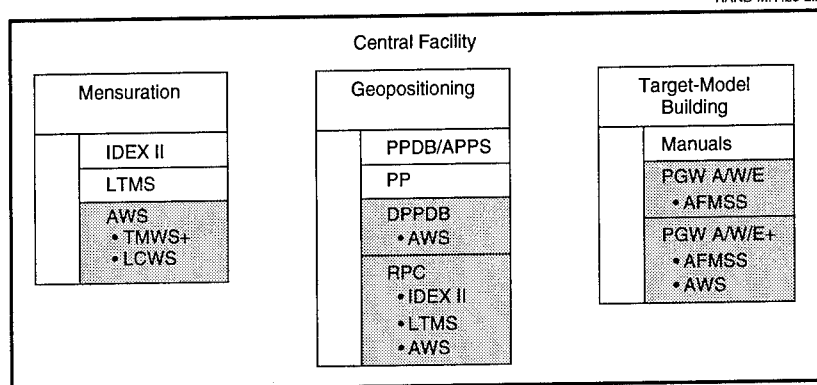 Central Facility
Mensuration
IDEX II
LTMS
AWS
• TMWS+
• LCWS
Geopositioning
PPDB/APPS
PP
DPPDB
• AWS
RPC
• IDEX II
• LTMS
• AWS
Target-Model
Building
Manuals
PGW A/W/E
• AFMSS
PGW A/W/E+
• AFMSS
• AWS